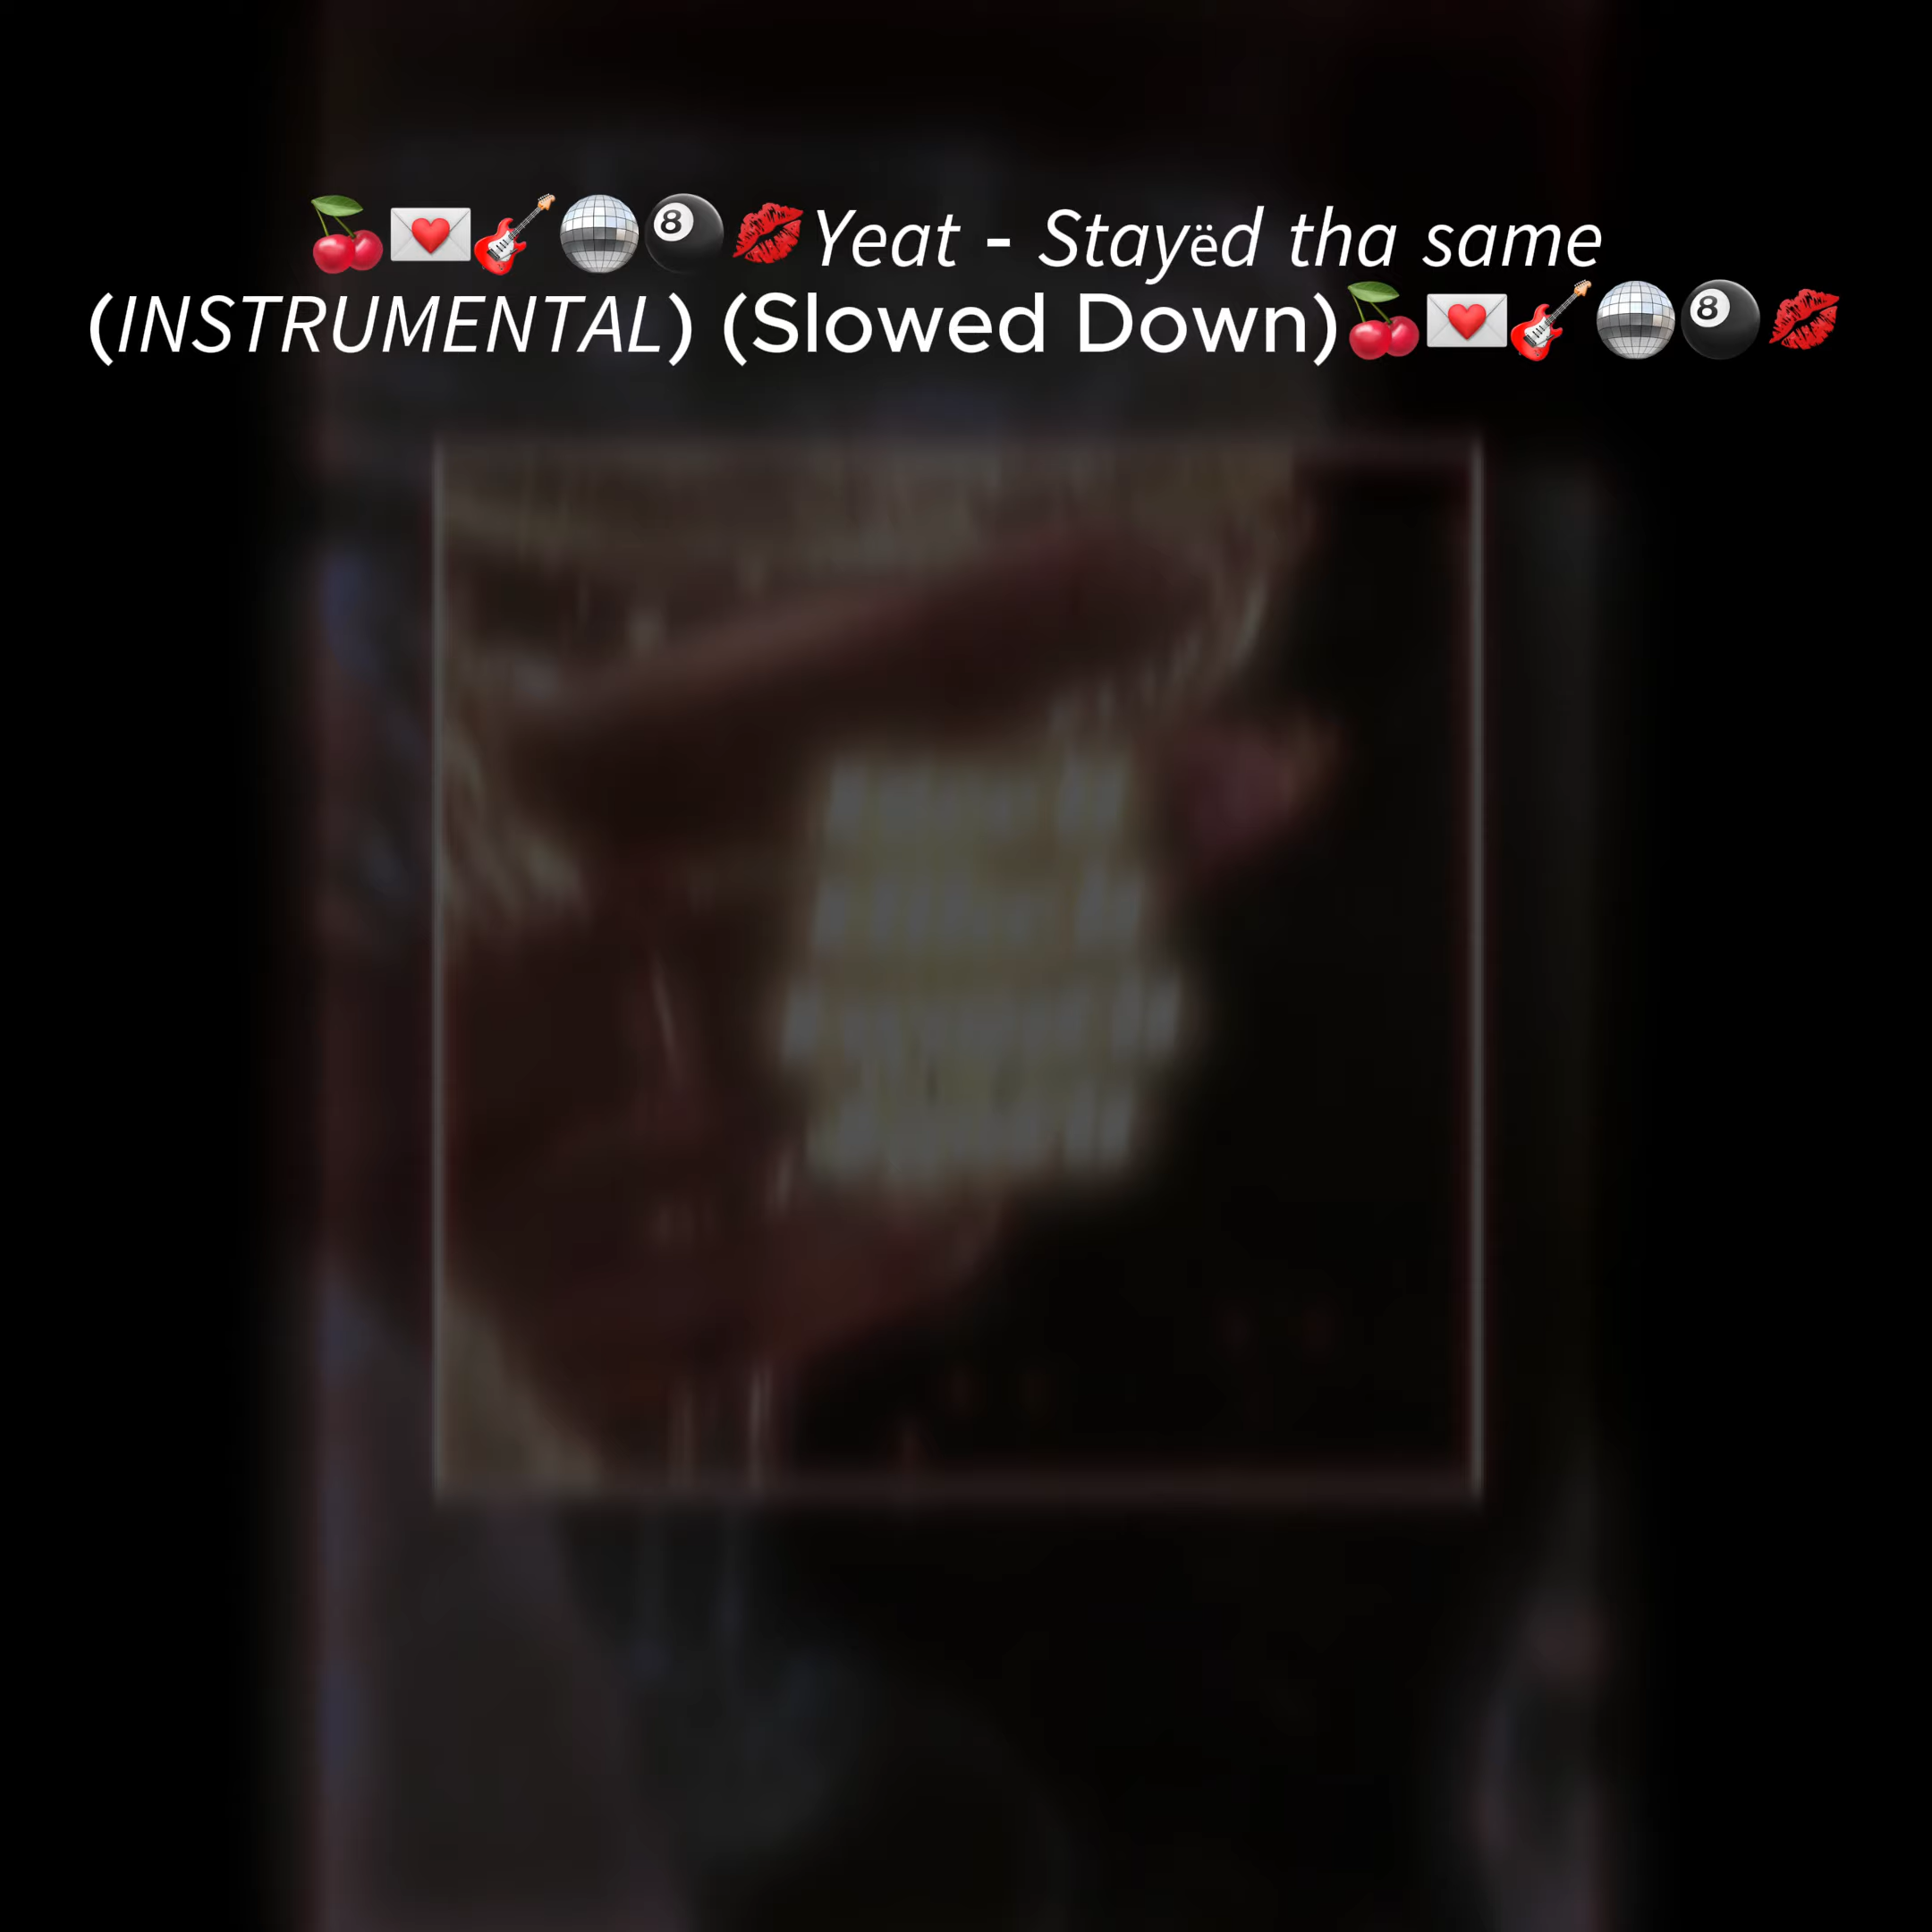 🍒💌🎸🪩🎱💋Yeat - Stayëd tha same
(INSTRUMENTAL) (Slowed Down)🍒💌🎸🪩🎱💋